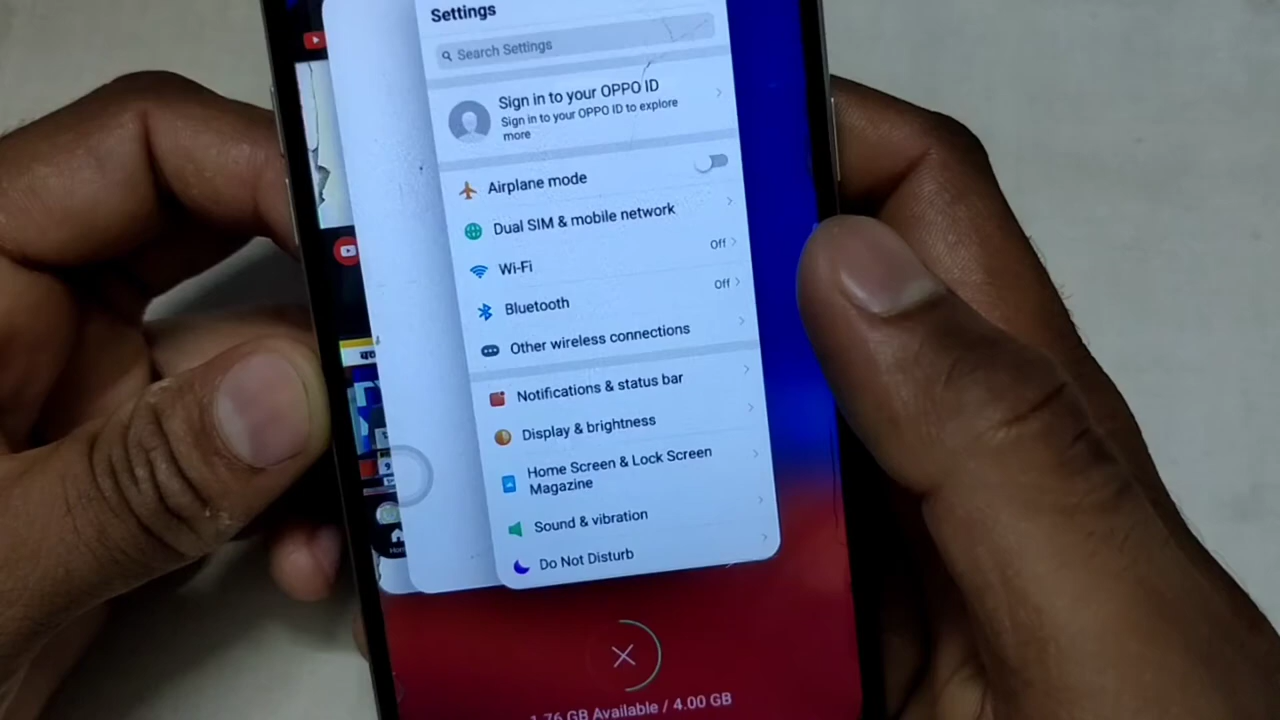 Settings
Search Settings
Sign in to your OPPO ID
Sign in to your OPPO ID to explore
more
Airplane mode
Dual SIM & mobile network
Wi-Fi
Off
Bluetooth
Off
Other wireless connections
Notifications & status bar
Display & brightness
Home Screen & Lock Screen
Magazine
Sound & vibration
Do Not Disturb
1.76 GB Available / 4.00 GB